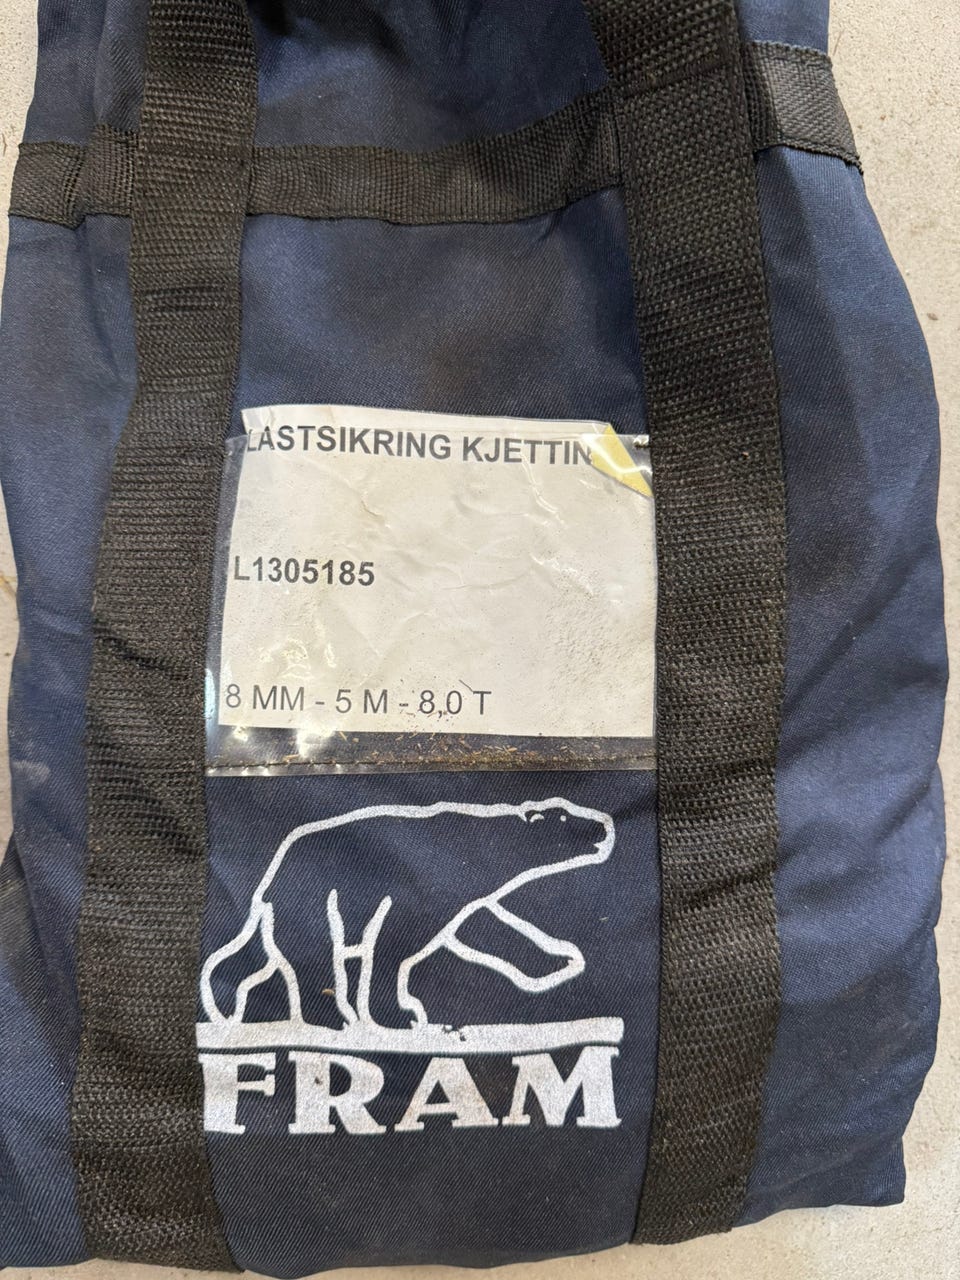 LASTSIKRING KJETTIN
L1305185
8 MM - 5 M - 8,0 T
FRAM